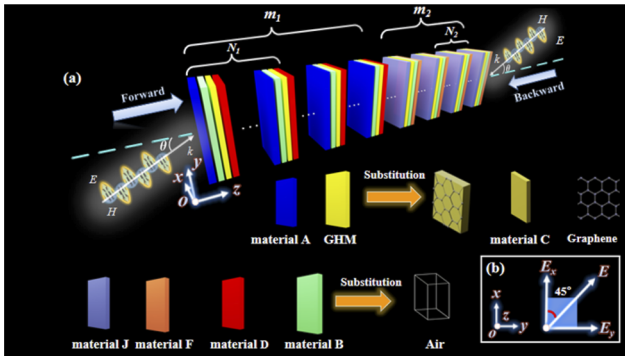 m1 m2
N1 N2
(a)
H
E
k
θ
Forward
Backward
θ
k
E
H
y
x
o z
Substitution
material A GHM material C Graphene
Substitution
material J material F material D material B Air
(b)
Ex E
45°
x
z
o y
Ey